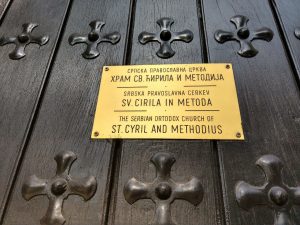 СРПСКА ПРАВОСЛАВНА ЦРКВА
ХРАМ СВ. ЋИРИЛА И МЕТОДИЈА
SRBSKA PRAVOSLAVNA CERKEV
SV. CIRILA IN METODA
THE SERBIAN ORTODOX CHURCH OF
ST. CYRIL AND METHODIUS